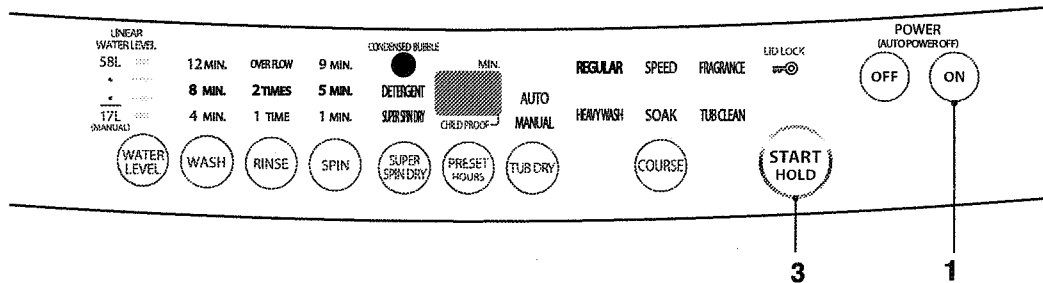 LINEAR
WATER LEVEL
58L
17L
(MANUAL)
WATER
LEVEL
12 MIN.
8 MIN.
4 MIN.
WASH
OVER FLOW
2 TIMES
1 TIME
RINSE
9 MIN.
5 MIN.
1 MIN.
SPIN
CONDENSED BUBBLE
DETERGENT
SUPER SPIN DRY
SUPER
SPIN DRY
MIN.
CHILD PROOF
PRESET
HOURS
AUTO
MANUAL
TUB DRY
REGULAR SPEED FRAGRANCE
HEAVY WASH SOAK TUB CLEAN
COURSE
LID LOCK
START
HOLD
POWER
(AUTO POWER OFF)
OFF ON
3 1